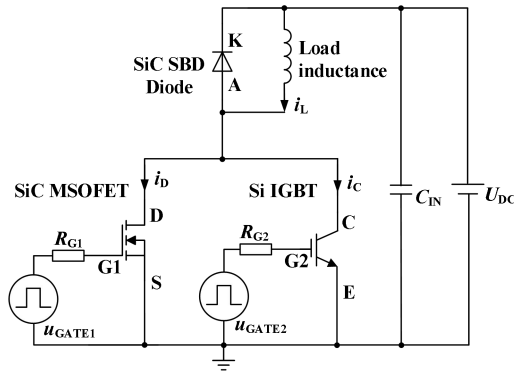 K
SiC SBD
Diode
A
Load
inductance
iL
iD
iC
SiC MSOFET
Si IGBT
D
C
CIN
UDC
RG1
RG2
G1
G2
S
E
uGATE1
uGATE2